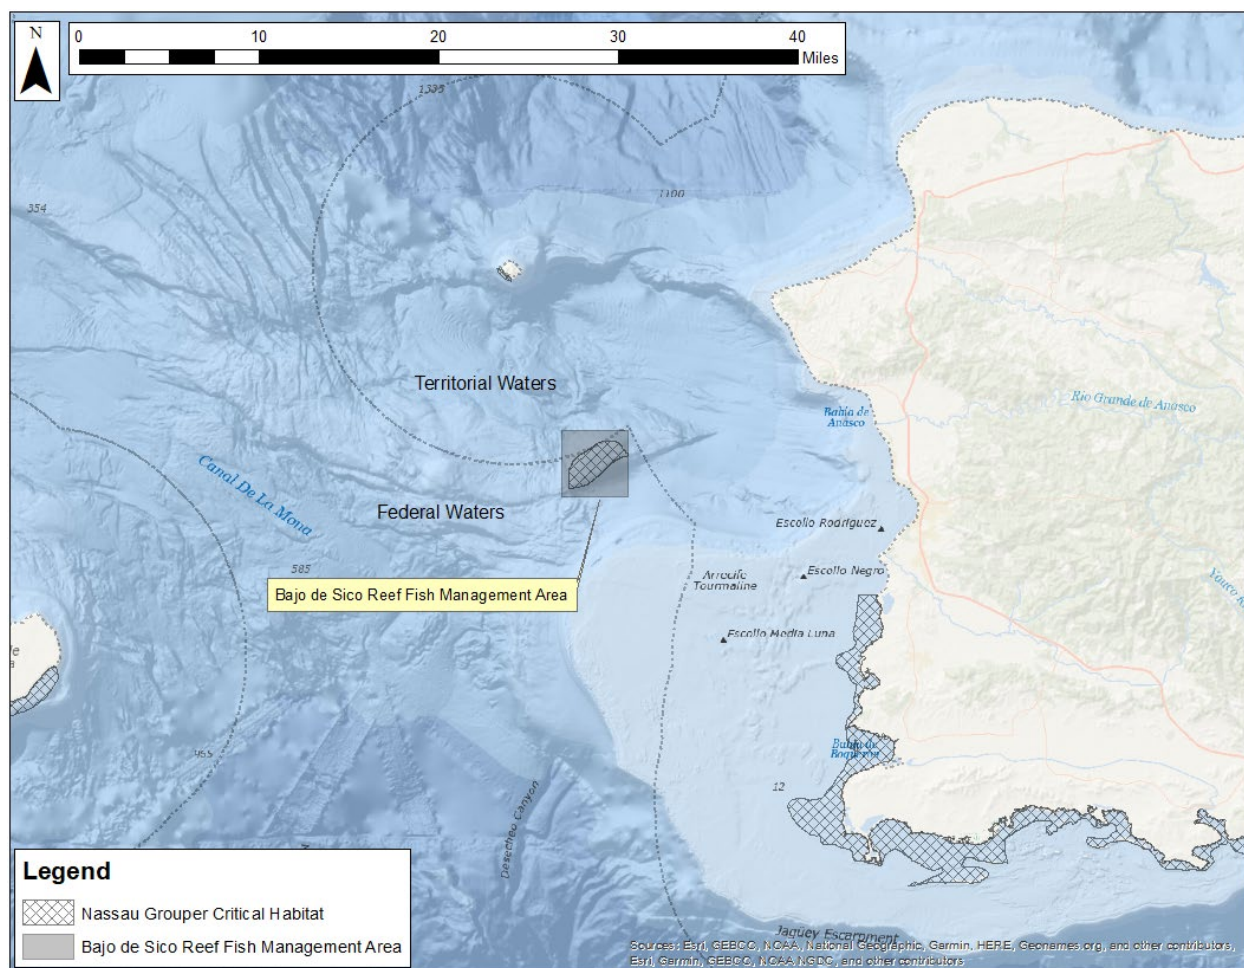 N
0 10 20 30 40
Miles
1335
1100
354
Territorial Waters
Rio Grande de Anasco
Bahia de
Anasco
Canal De La Mona
Federal Waters
Escollo Rodriguez
585
Arrecife
Tourmaline
Escollo Negro
Bajo de Sico Reef Fish Management Area
Escollo Media Luna
de
a
Bahia de
Boqueron
12
Desecheo Canyon
Legend
Nassau Grouper Critical Habitat
Bajo de Sico Reef Fish Management Area
Jaguey Escarpment
Sources: Esri, GEBCO, NOAA, National Geographic, Garmin, HERE, Geonames.org, and other contributors,
Esri, Garmin, GEBCO, NOAA NGDC, and other contributors